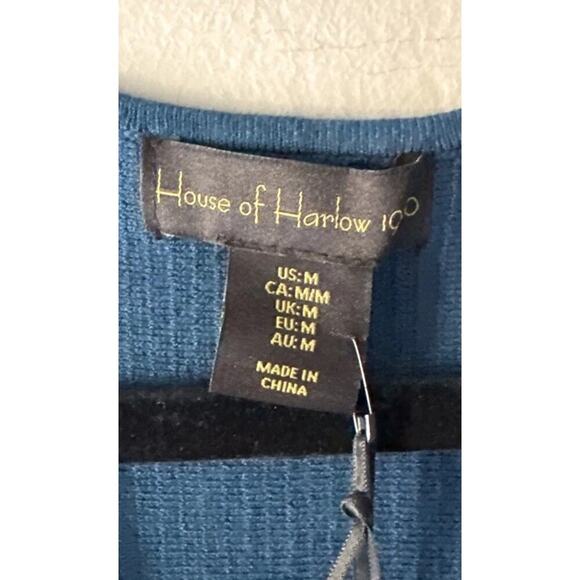 House of Harlow 1960
US: M
CA: M/M
UK: M
EU: M
AU: M
MADE IN
CHINA